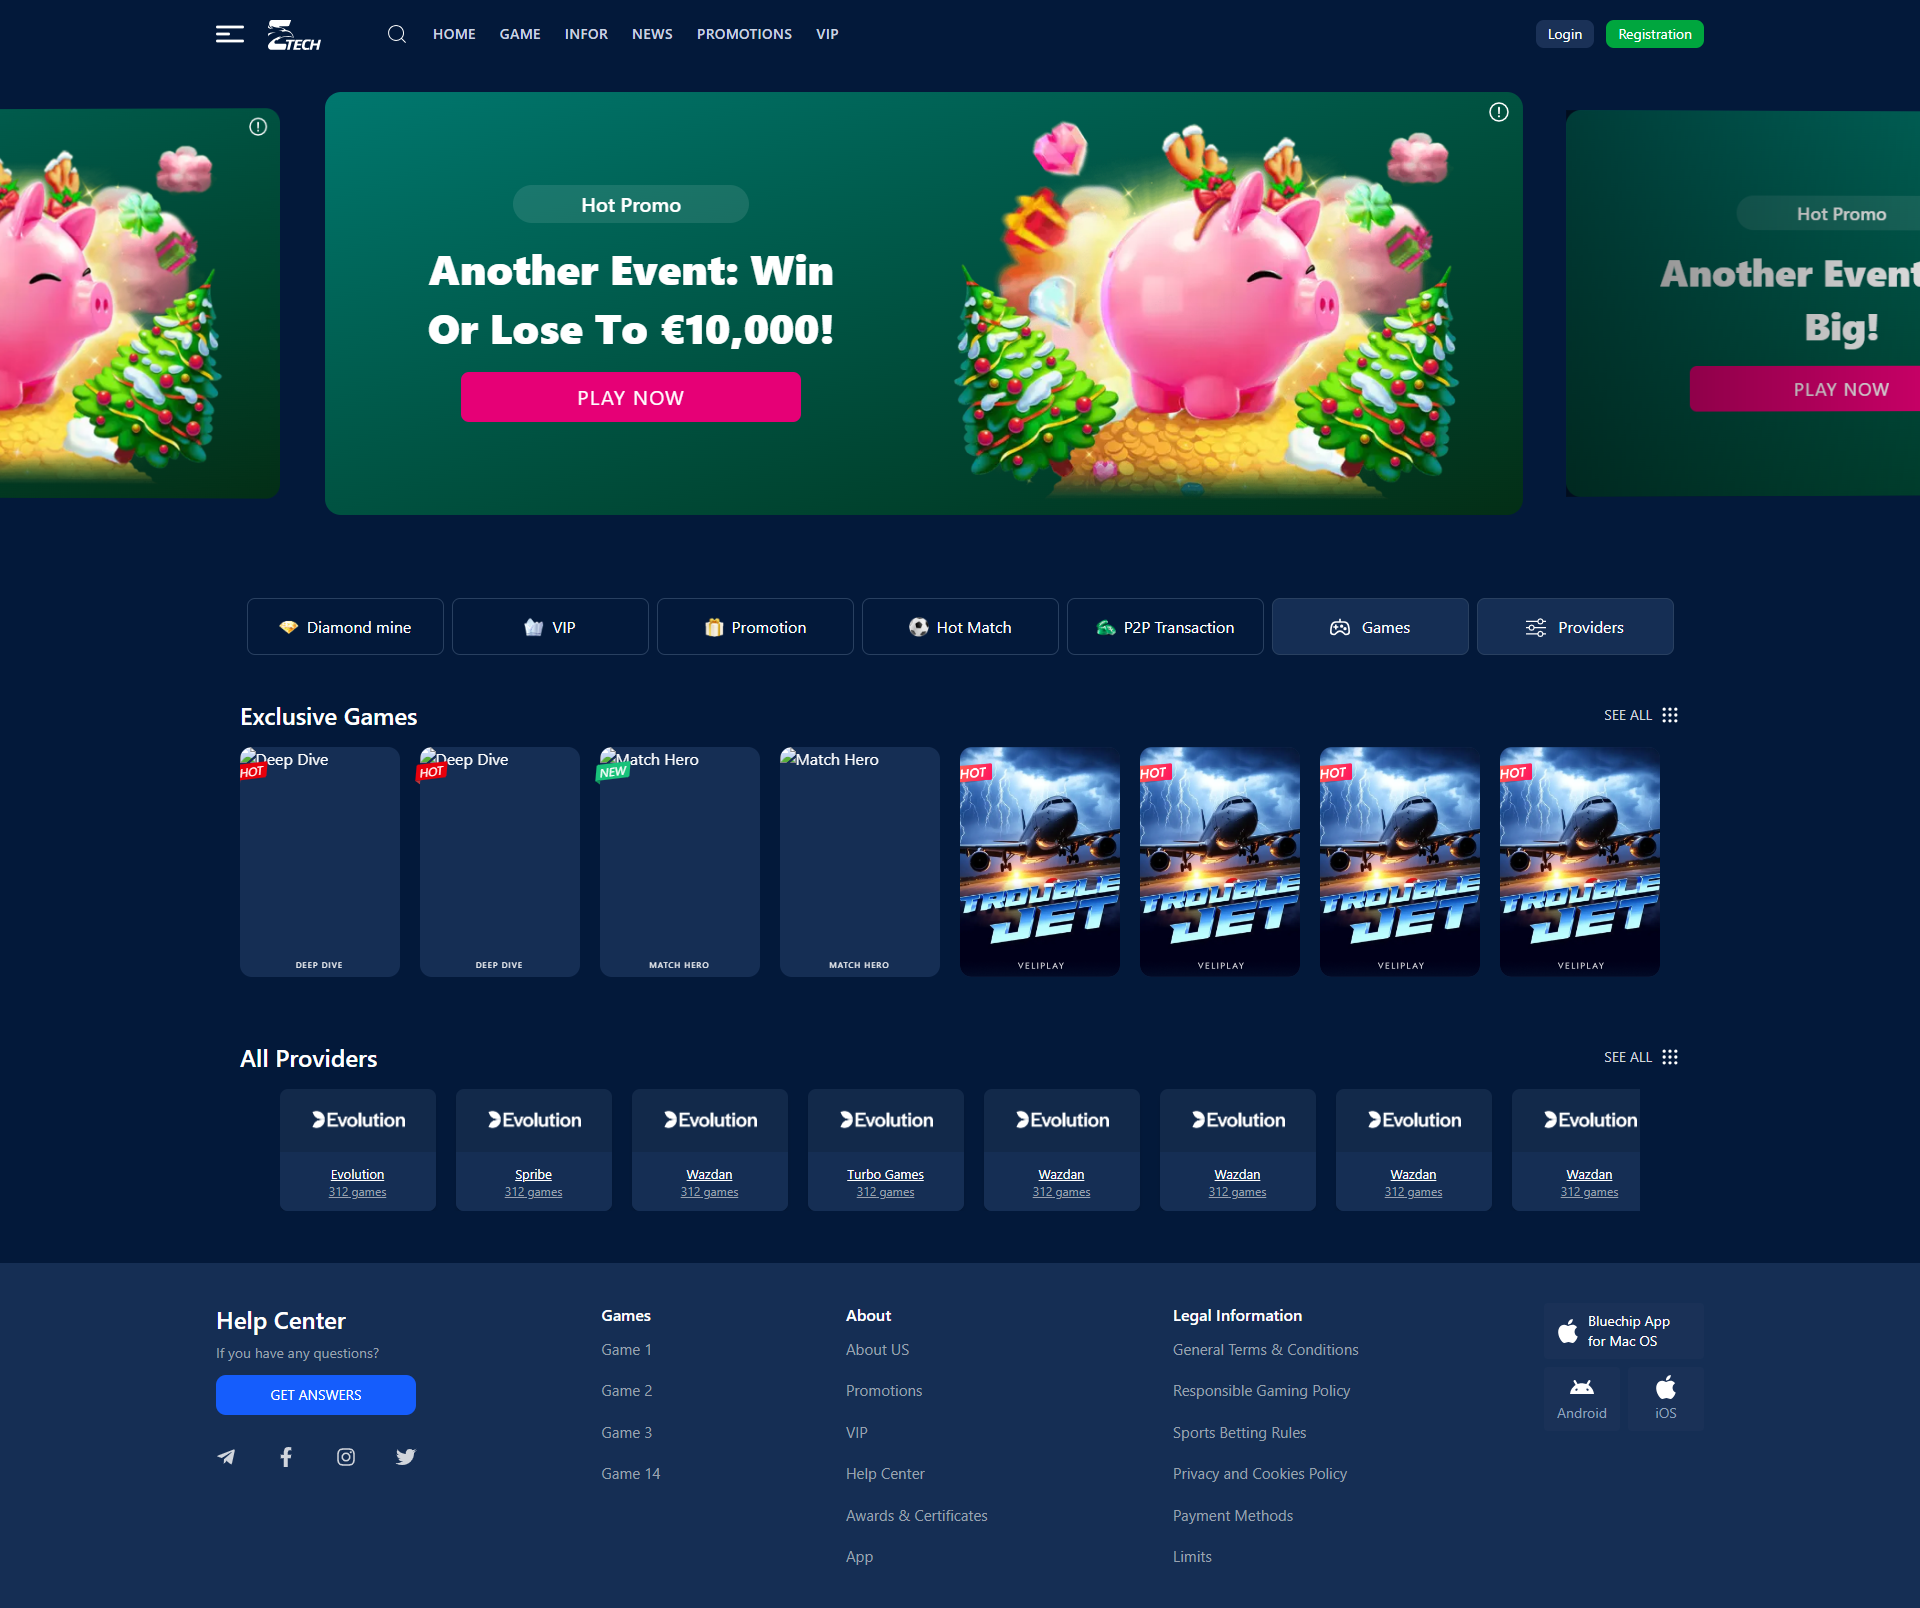 TECH
HOME GAME INFOR NEWS PROMOTIONS VIP
Login Registration
Hot Promo
Another Event: Win
Or Lose To €10,000!
PLAY NOW
Hot Promo
Another Event
Big!
PLAY NOW
Diamond mine VIP Promotion Hot Match P2P Transaction Games Providers
Exclusive Games
SEE ALL
Deep Dive
HOT
DEEP DIVE
Deep Dive
HOT
DEEP DIVE
Match Hero
NEW
MATCH HERO
Match Hero
MATCH HERO
HOT
TROUBLE
JET
VELIPLAY
HOT
TROUBLE
JET
VELIPLAY
HOT
TROUBLE
JET
VELIPLAY
HOT
TROUBLE
JET
VELIPLAY
All Providers
SEE ALL
Evolution
Evolution
312 games
Evolution
Spribe
312 games
Evolution
Wazdan
312 games
Evolution
Turbo Games
312 games
Evolution
Wazdan
312 games
Evolution
Wazdan
312 games
Evolution
Wazdan
312 games
Evolution
Wazdan
312 games
Help Center
If you have any questions?
GET ANSWERS
Games
Game 1
Game 2
Game 3
Game 14
About
About US
Promotions
VIP
Help Center
Awards & Certificates
App
Legal Information
General Terms & Conditions
Responsible Gaming Policy
Sports Betting Rules
Privacy and Cookies Policy
Payment Methods
Limits
Bluechip App
for Mac OS
Android
iOS